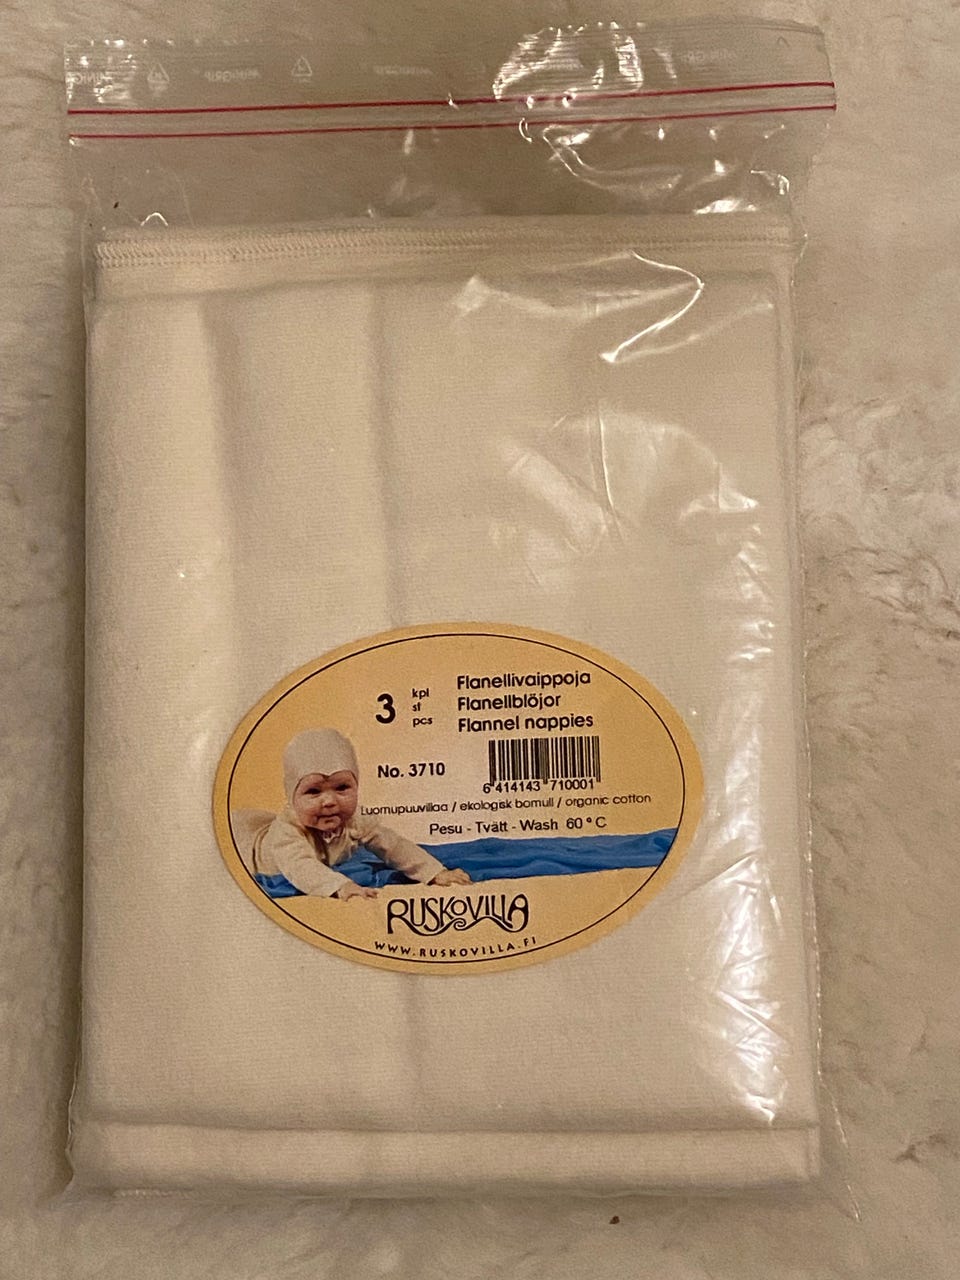 MINIGRIP
3 kpl Flanellivaippoja
st Flanellblöjor
pcs Flannel nappies
No. 3710
6 414143 710001
Luomupuuvillaa / ekologisk bomull / organic cotton
Pesu - Tvätt - Wash 60°C
RUSKOVILLA
WWW.RUSKOVILLA.FI